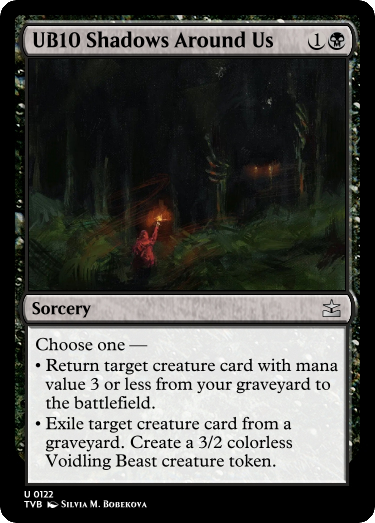 UB10 Shadows Around Us 1
Sorcery
Choose one —
• Return target creature card with mana
value 3 or less from your graveyard to
the battlefield.
• Exile target creature card from a
graveyard. Create a 3/2 colorless
Voidling Beast creature token.
U 0122
TVB SILVIA M. BOBEKOVA